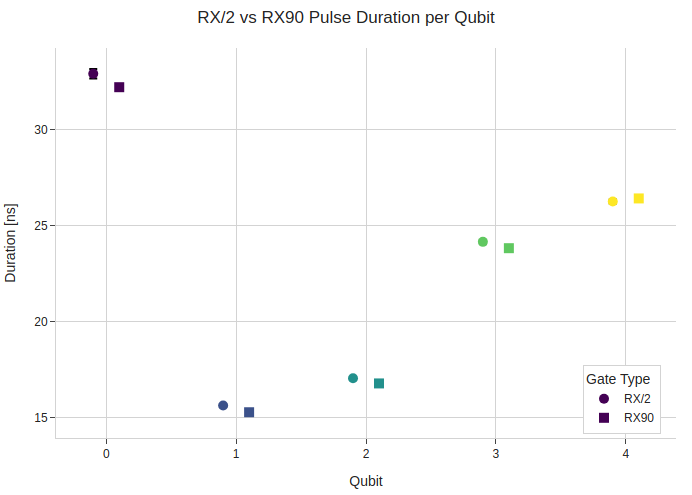 RX/2 vs RX90 Pulse Duration per Qubit
Duration [ns]
30
25
20
15
0
1
2
3
4
Qubit
Gate Type
RX/2
RX90